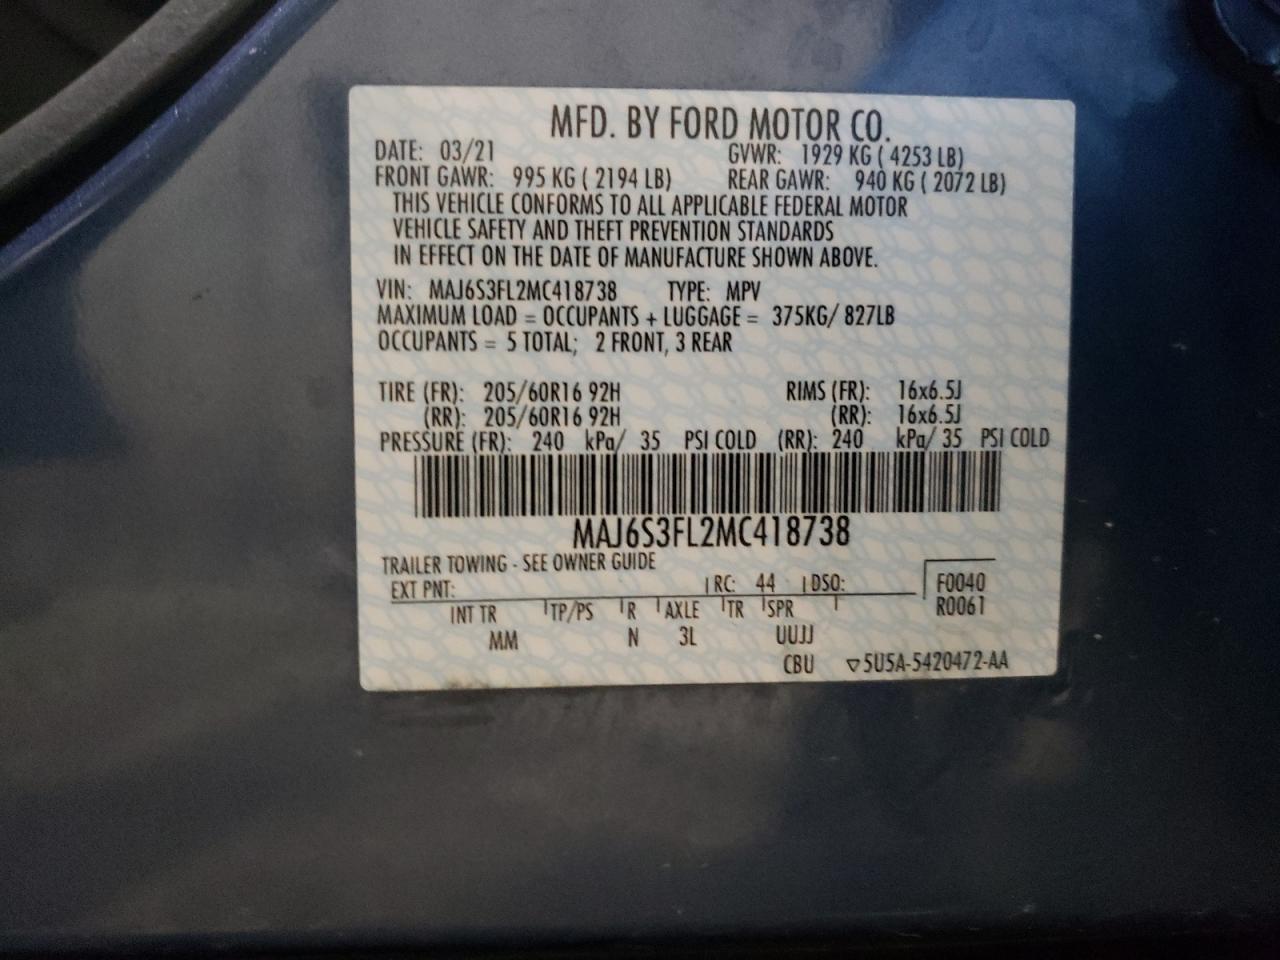 MFD. BY FORD MOTOR CO.
DATE: 03/21 GVWR: 1929 KG ( 4253 LB)
FRONT GAWR: 995 KG ( 2194 LB) REAR GAWR: 940 KG ( 2072 LB)
THIS VEHICLE CONFORMS TO ALL APPLICABLE FEDERAL MOTOR
VEHICLE SAFETY AND THEFT PREVENTION STANDARDS
IN EFFECT ON THE DATE OF MANUFACTURE SHOWN ABOVE.
VIN: MAJ6S3FL2MC418738 TYPE: MPV
MAXIMUM LOAD = OCCUPANTS + LUGGAGE = 375KG/ 827LB
OCCUPANTS = 5 TOTAL; 2 FRONT, 3 REAR
TIRE (FR): 205/60R16 92H RIMS (FR): 16x6.5J
(RR): 205/60R16 92H (RR): 16x6.5J
PRESSURE (FR): 240 kPa/ 35 PSI COLD (RR): 240 kPa/ 35 PSI COLD
MAJ6S3FL2MC418738
TRAILER TOWING - SEE OWNER GUIDE
EXT PNT: RC: 44 DSO: F0040
INT TR TP/PS R AXLE TR SPR R0061
MM N 3L UUJJ
CBU ▽5U5A-5420472-AA